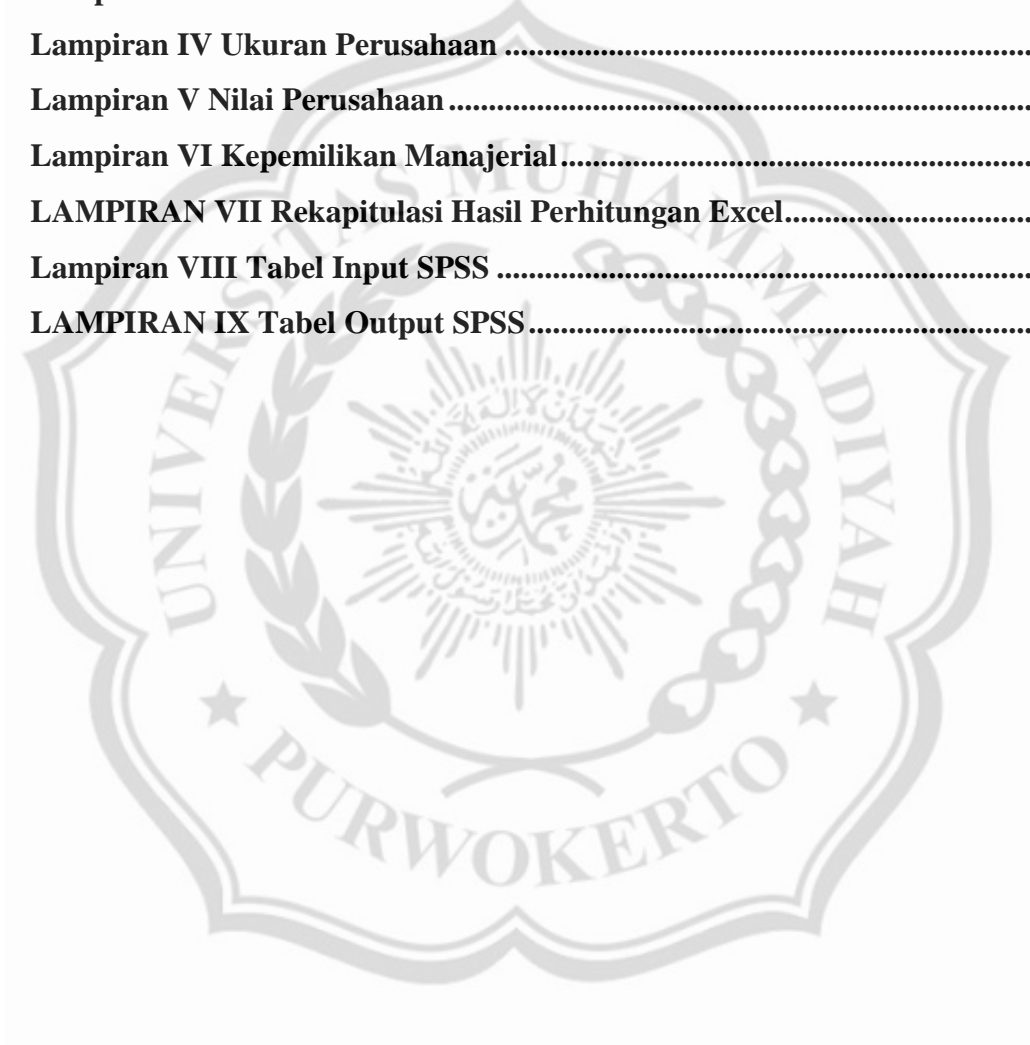 Lampiran IV Ukuran Perusahaan ....................................................................
Lampiran V Nilai Perusahaan ...........................................................................
Lampiran VI Kepemilikan Manajerial .............................................................
LAMPIRAN VII Rekapitulasi Hasil Perhitungan Excel ................................
Lampiran VIII Tabel Input SPSS .....................................................................
LAMPIRAN IX Tabel Output SPSS .................................................................
UNIVERSITAS MUHAMMADIYAH
PURWOKERTO